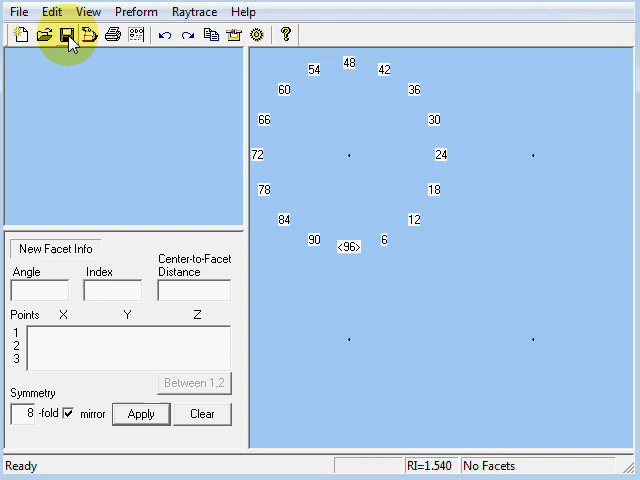 File Edit View Preform Raytrace Help
48
54 42
60 36
66 30
72 24
78 18
84 12
90 6
<96>
New Facet Info
Center-to-Facet
Angle Index Distance
Points X Y Z
1
2
3
Between 1,2
Symmetry
8 -fold mirror Apply Clear
Ready RI=1.540 No Facets